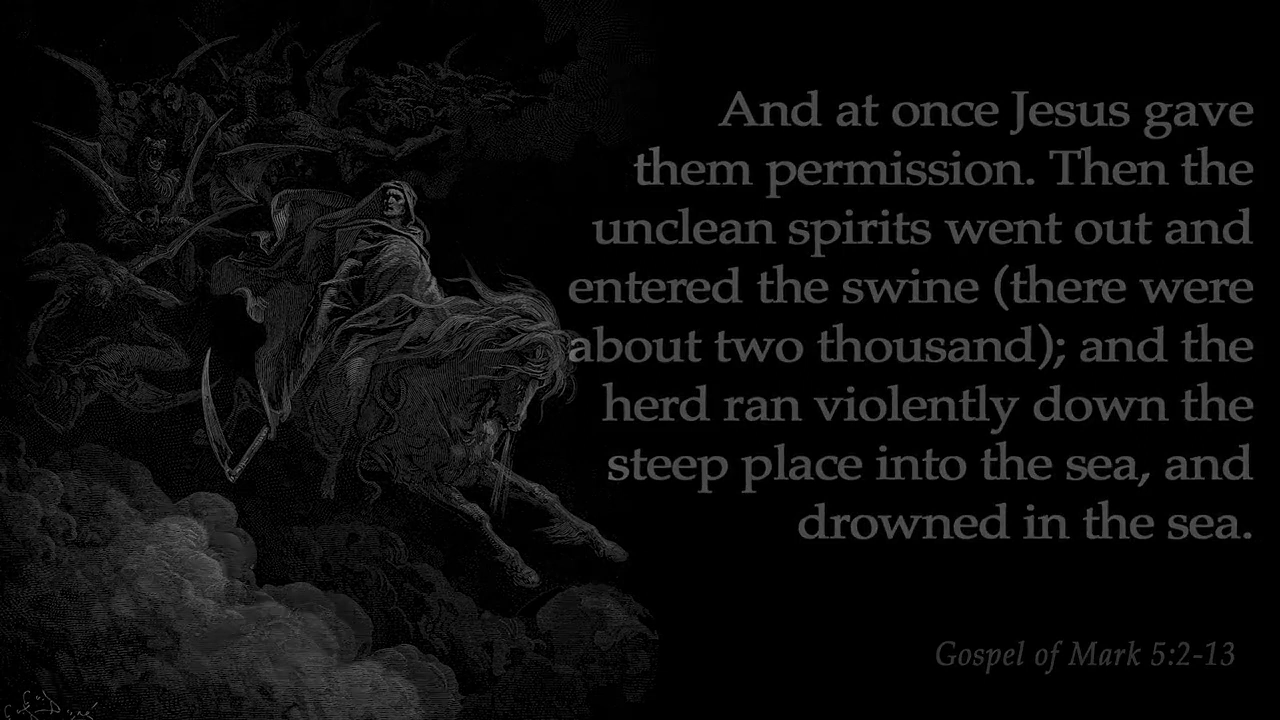 And at once Jesus gave
them permission. Then the
unclean spirits went out and
entered the swine (there were
about two thousand); and the
herd ran violently down the
steep place into the sea, and
drowned in the sea.
Gospel of Mark 5:2-13